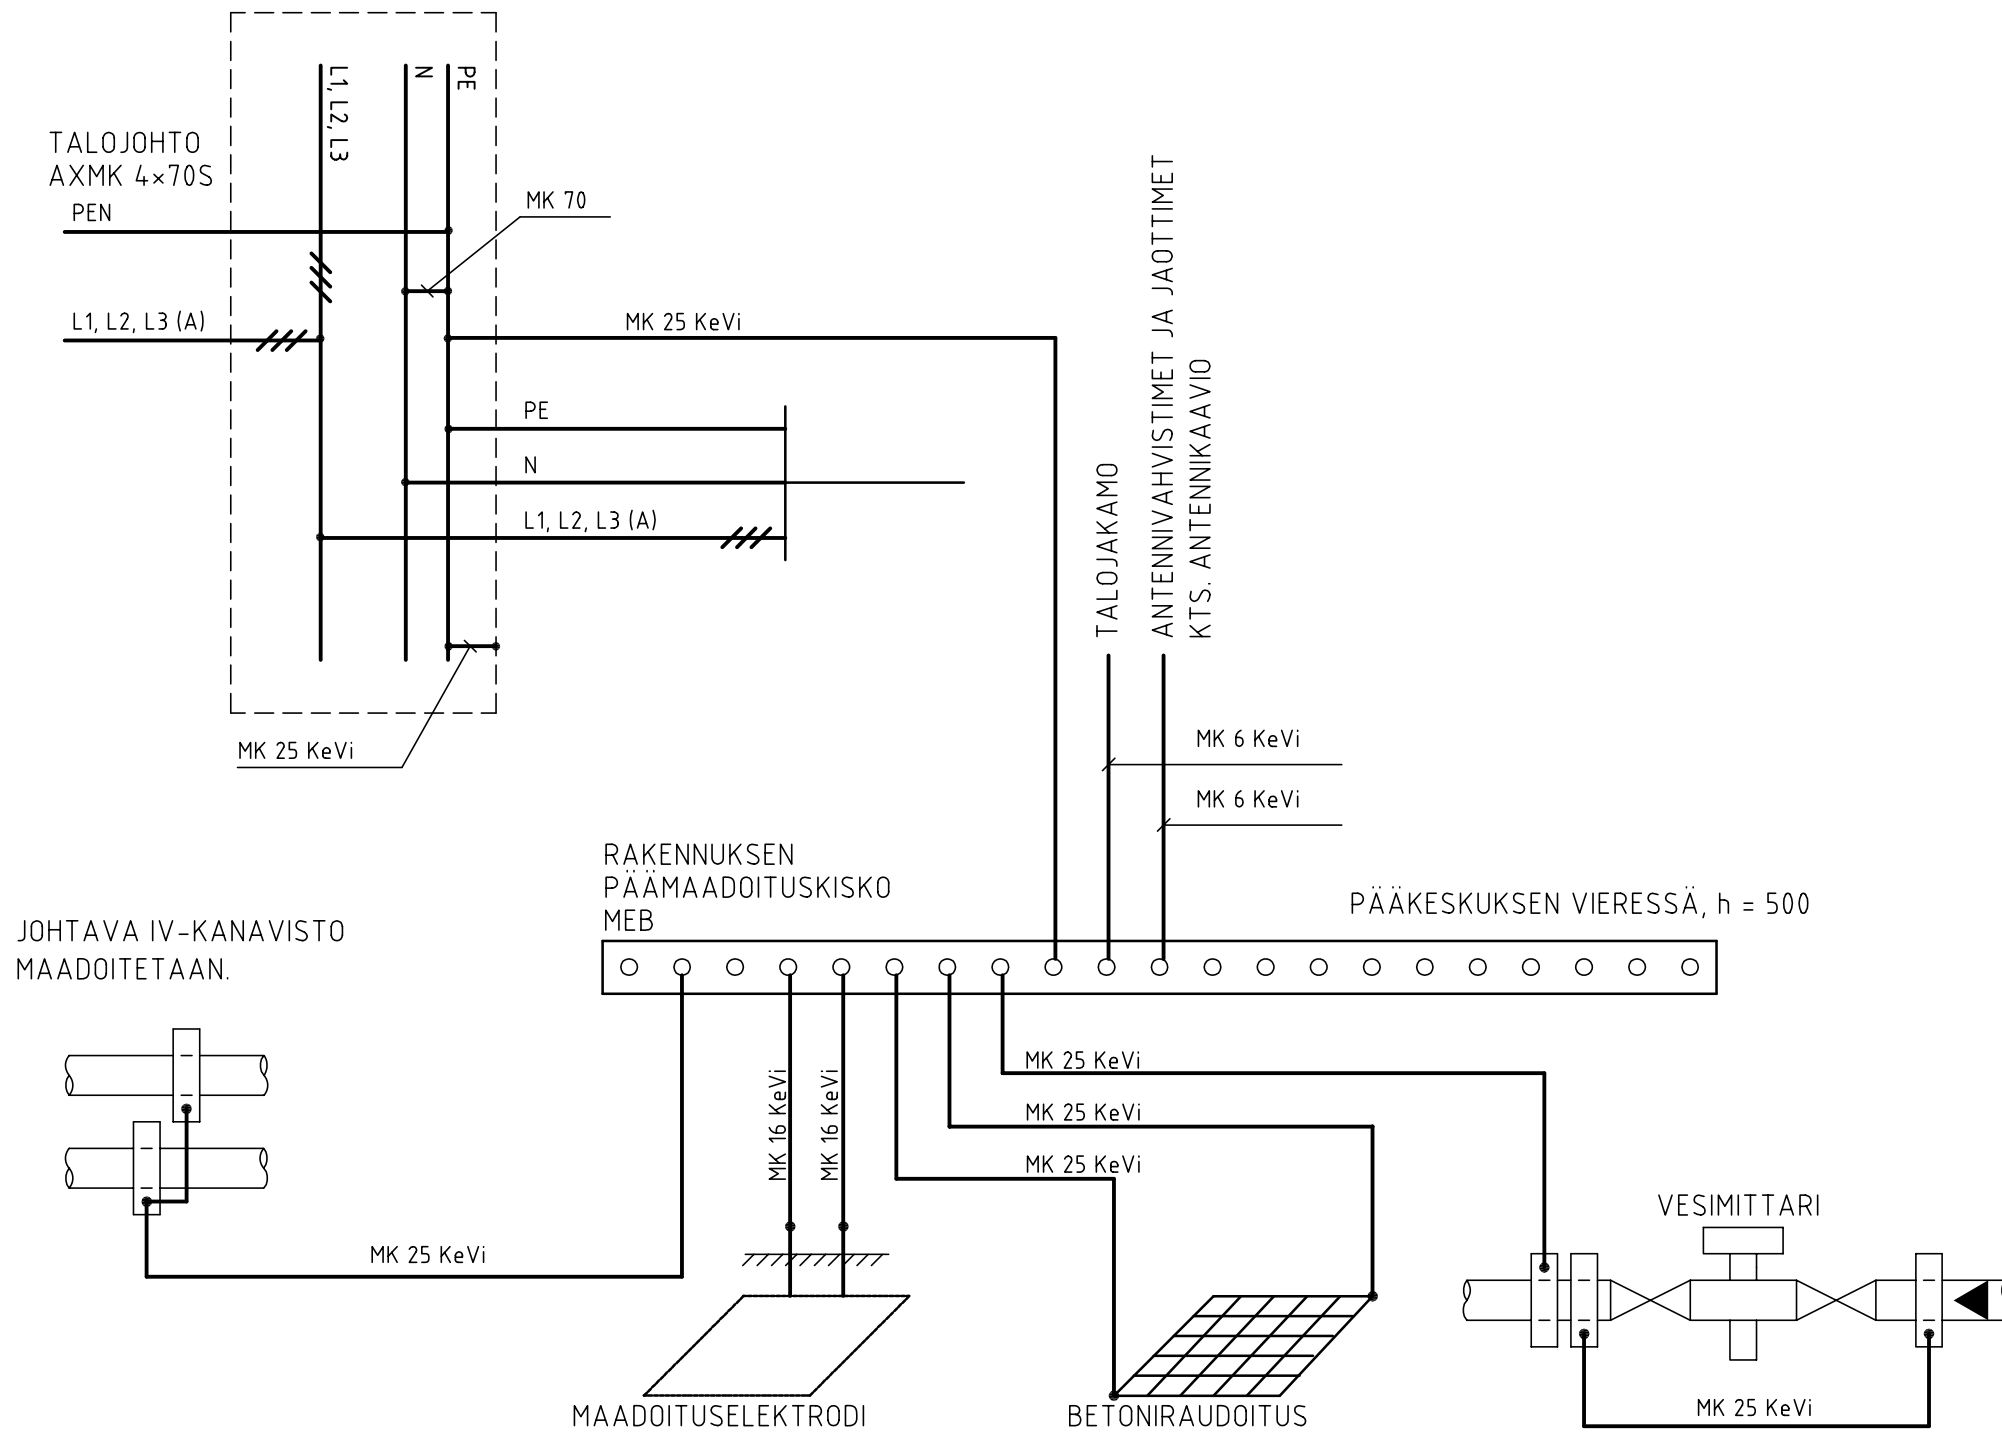 L1, L2, L3
N
PE
TALOJOHTO
AXMK 4×70S
PEN
MK 70
L1, L2, L3 (A)
MK 25 KeVi
PE
N
L1, L2, L3 (A)
MK 25 KeVi
TALOJAKAMO
ANTENNIVAHVISTIMET JA JAOTTIMET
KTS. ANTENNIKAAVIO
MK 6 KeVi
MK 6 KeVi
RAKENNUKSEN
PÄÄMAADOITUSKISKO
MEB
PÄÄKESKUKSEN VIERESSÄ, h = 500
JOHTAVA IV-KANAVISTO
MAADOITETAAN.
MK 25 KeVi
MK 16 KeVi
MK 16 KeVi
MK 25 KeVi
MK 25 KeVi
MK 25 KeVi
VESIMITTARI
MK 25 KeVi
MAADOITUSELEKTRODI
BETONIRAUDOITUS